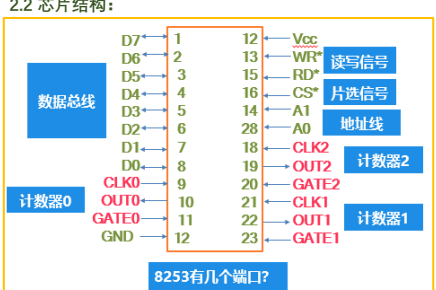 2.2 芯片结构：
D7 1 12 Vcc
D6 2 13 WR* 读写信号
D5 3 15 RD*
数据总线 D4 4 16 CS* 片选信号
D3 5 14 A1
D2 6 28 A0 地址线
D1 7 18 CLK2
D0 8 19 OUT2 计数器2
CLK0 9 20 GATE2
计数器0 OUT0 10 21 CLK1
GATE0 11 22 OUT1 计数器1
GND 12 23 GATE1
8253有几个端口?